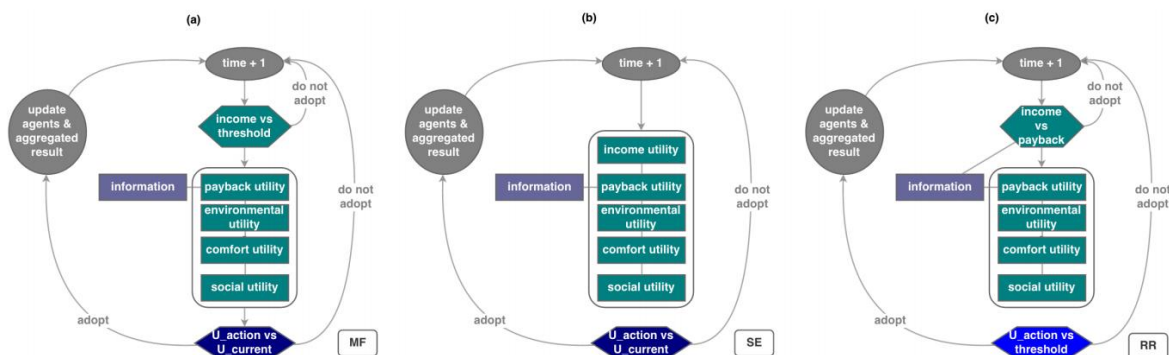 (a)
time + 1
do not
adopt
update
agents &
aggregated
result
income vs
threshold
information
payback utility
environmental
utility
comfort utility
social utility
do not
adopt
adopt
U_action vs
U_current
MF
(b)
time + 1
update
agents &
aggregated
result
income utility
information
payback utility
environmental
utility
comfort utility
social utility
do not
adopt
adopt
U_action vs
U_current
SE
(c)
time + 1
do not
adopt
update
agents &
aggregated
result
income
vs
payback
information
payback utility
environmental
utility
comfort utility
social utility
do not
adopt
adopt
U_action vs
threshold
RR